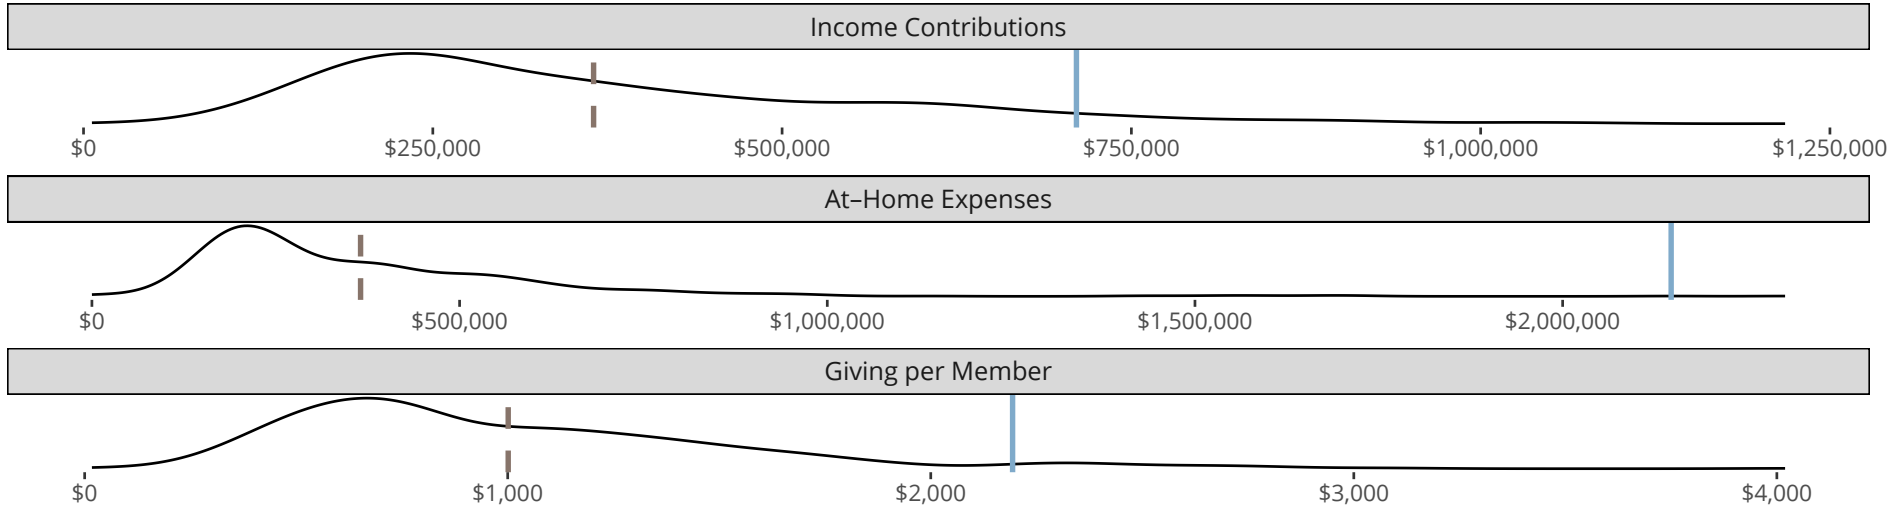 Income Contributions
$0 $250,000 $500,000 $750,000 $1,000,000 $1,250,000
At–Home Expenses
$0 $500,000 $1,000,000 $1,500,000 $2,000,000
Giving per Member
$0 $1,000 $2,000 $3,000 $4,000